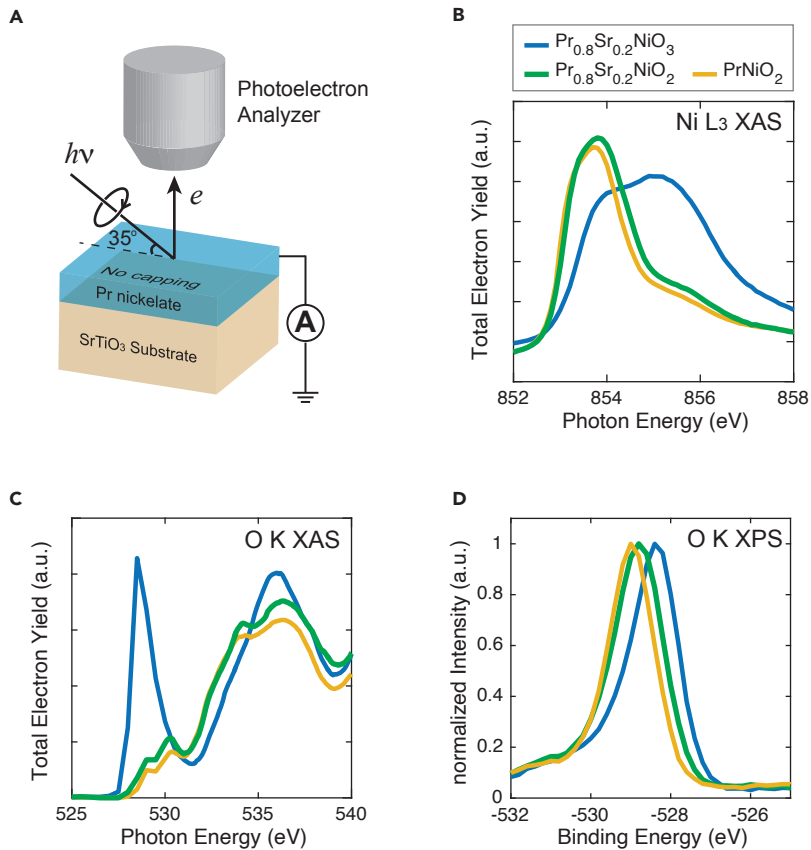 A
Photoelectron
Analyzer
hν
e
35°
No capping
Pr nickelate
SrTiO₃ Substrate
A
B
Pr₀.₈Sr₀.₂NiO₃
Pr₀.₈Sr₀.₂NiO₂ PrNiO₂
Ni L₃ XAS
Total Electron Yield (a.u.)
852 854 856 858
Photon Energy (eV)
C
O K XAS
Total Electron Yield (a.u.)
525 530 535 540
Photon Energy (eV)
D
O K XPS
normalized Intensity (a.u.)
1
0.8
0.6
0.4
0.2
0
-532 -530 -528 -526
Binding Energy (eV)